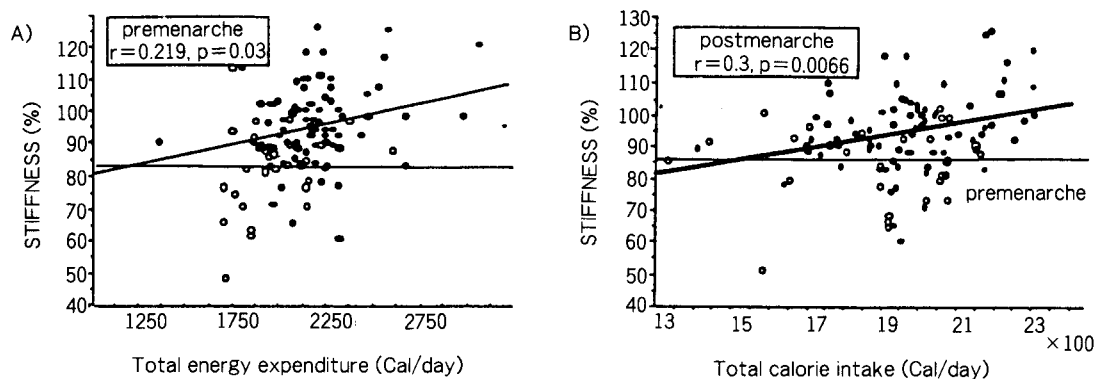 A)
premenarche
r=0.219, p=0.03
STIFFNESS (%)
120
110
100
90
80
70
60
50
40
1250 1750 2250 2750
Total energy expenditure (Cal/day)
B)
postmenarche
r=0.3, p=0.0066
STIFFNESS (%)
130
120
110
100
90
80
70
60
50
40
premenarche
13 15 17 19 21 23
×100
Total calorie intake (Cal/day)